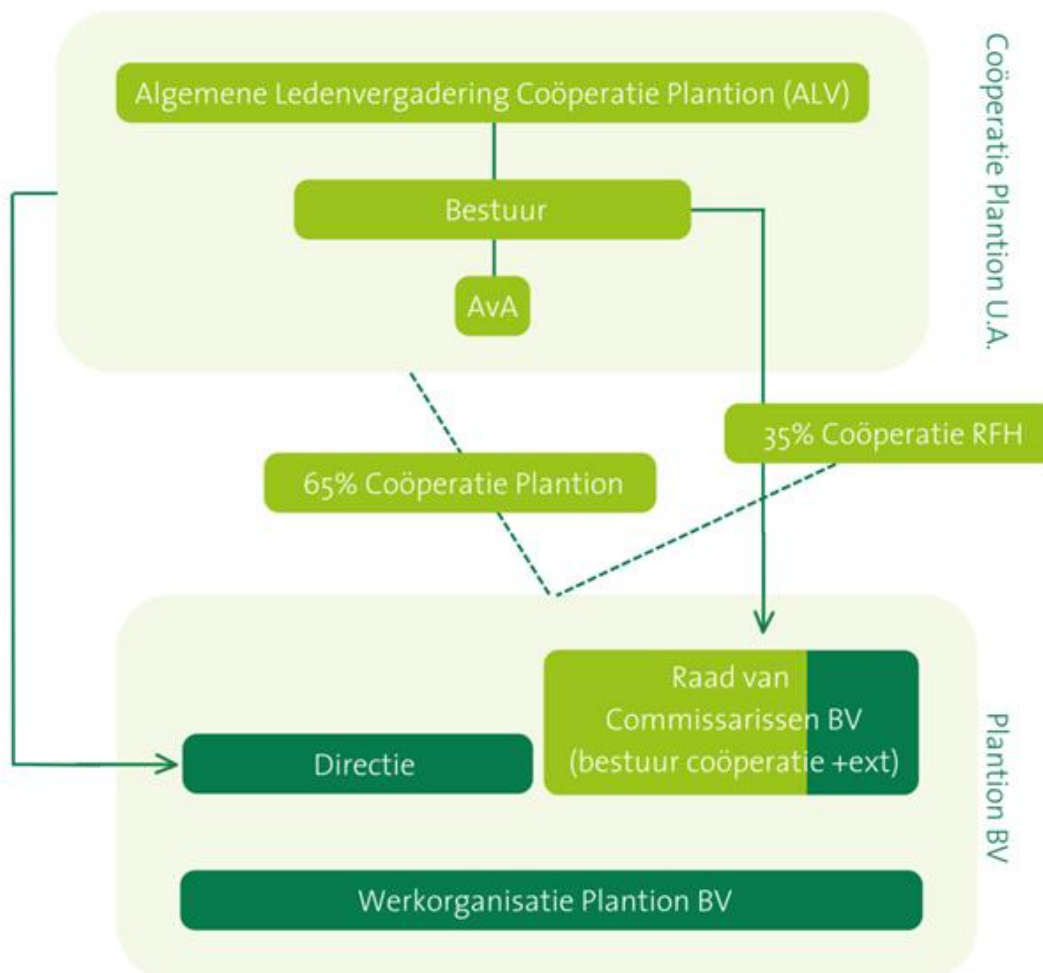 Algemene Ledenvergadering Coöperatie Plantion (ALV)
Bestuur
AvA
Coöperatie Plantion U.A.
35% Coöperatie RFH
65% Coöperatie Plantion
Raad van
Commissarissen BV
(bestuur coöperatie +ext)
Directie
Werkorganisatie Plantion BV
Plantion BV